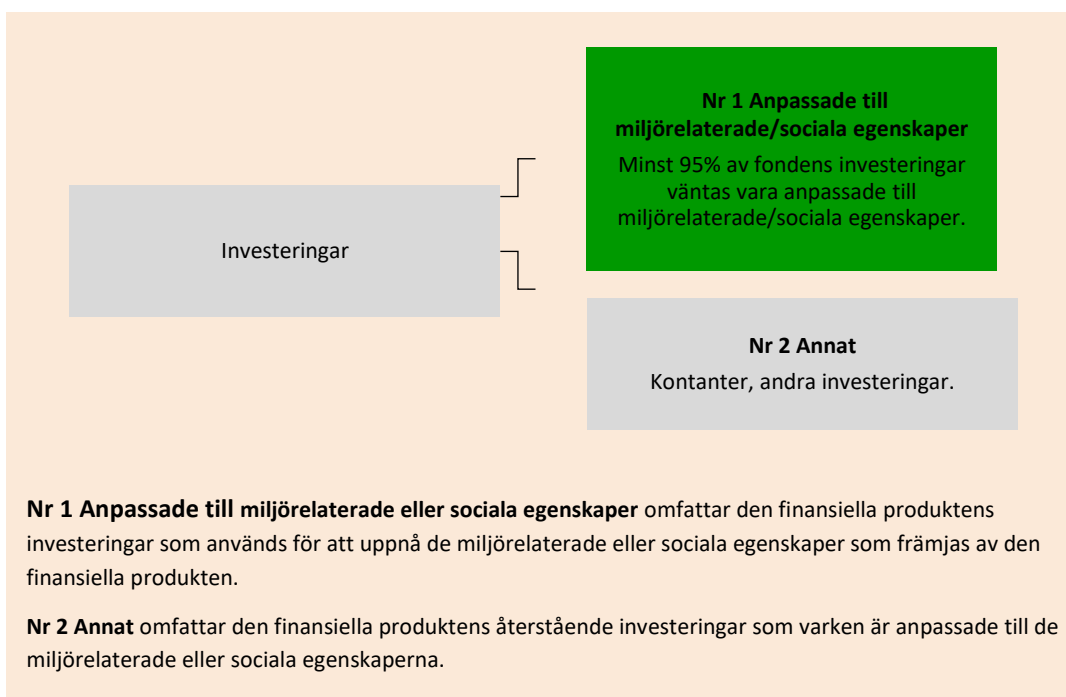 Nr 1 Anpassade till
miljörelaterade/sociala egenskaper
Minst 95% av fondens investeringar
väntas vara anpassade till
miljörelaterade/sociala egenskaper.
Investeringar
Nr 2 Annat
Kontanter, andra investeringar.
Nr 1 Anpassade till miljörelaterade eller sociala egenskaper omfattar den finansiella produktens
investeringar som används för att uppnå de miljörelaterade eller sociala egenskaper som främjas av den
finansiella produkten.
Nr 2 Annat omfattar den finansiella produktens återstående investeringar som varken är anpassade till de
miljörelaterade eller sociala egenskaperna.